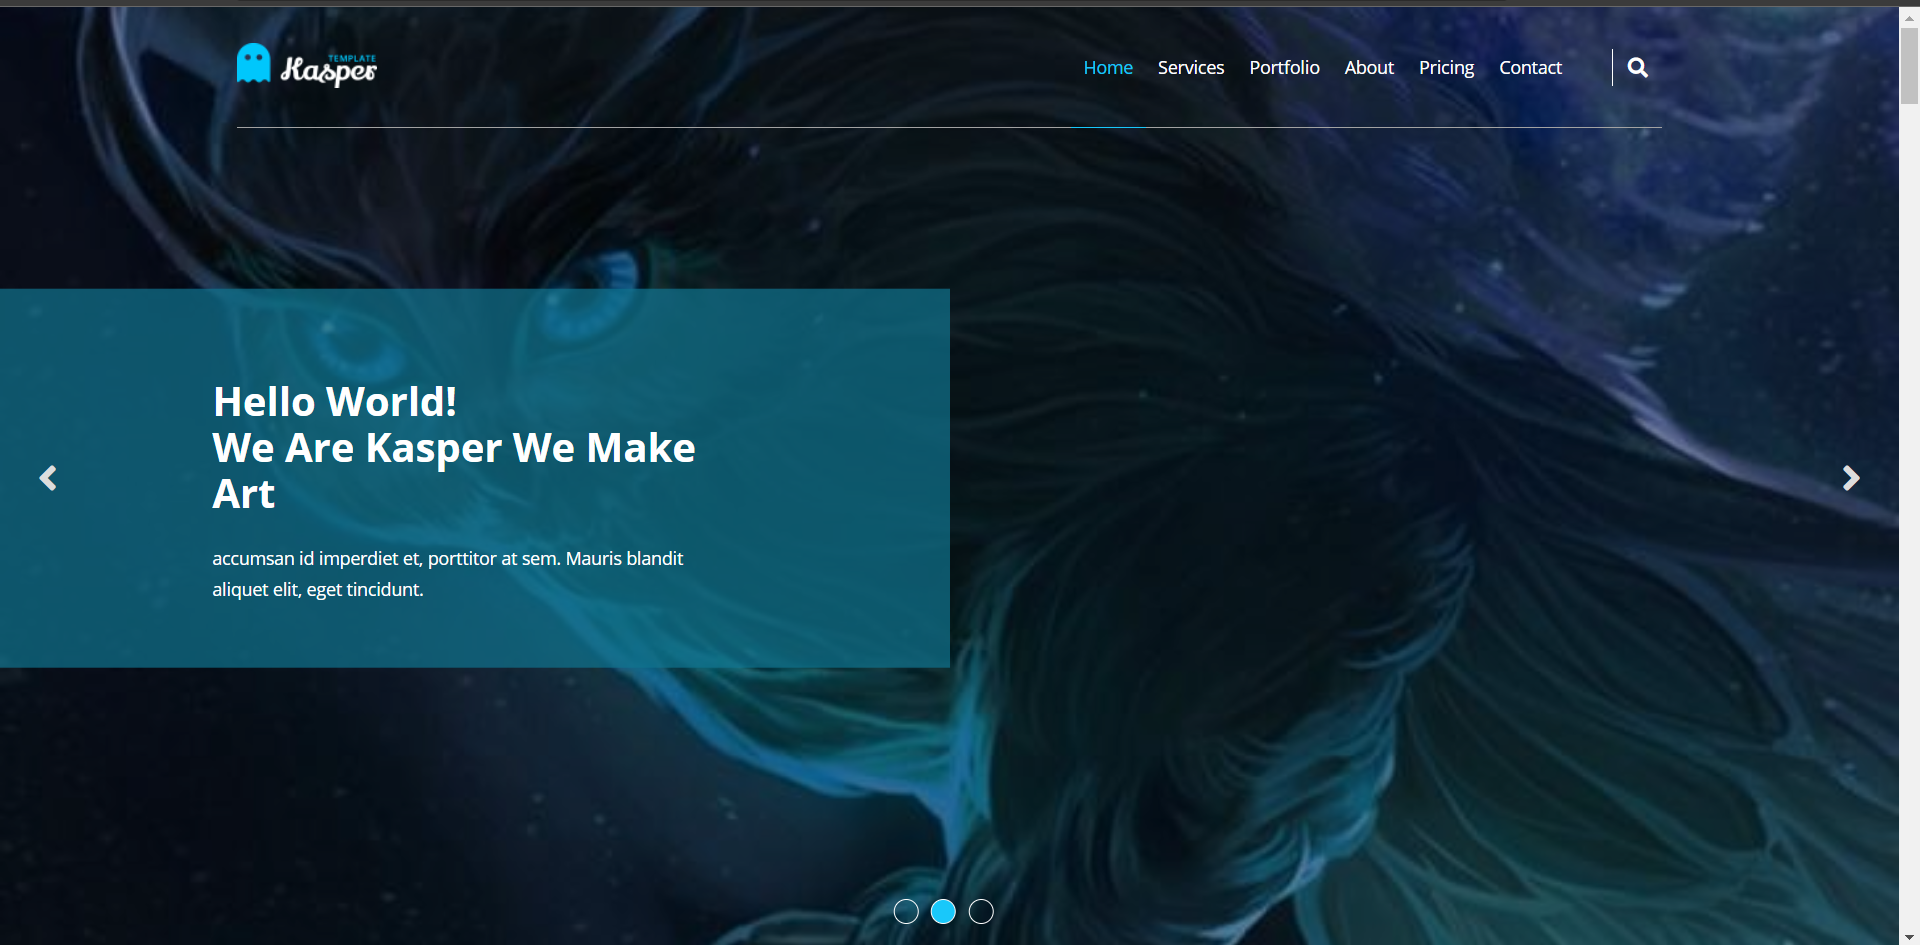 TEMPLATE
Kasper
Home Services Portfolio About Pricing Contact
Hello World!
We Are Kasper We Make
Art
accumsan id imperdiet et, porttitor at sem. Mauris blandit
aliquet elit, eget tincidunt.